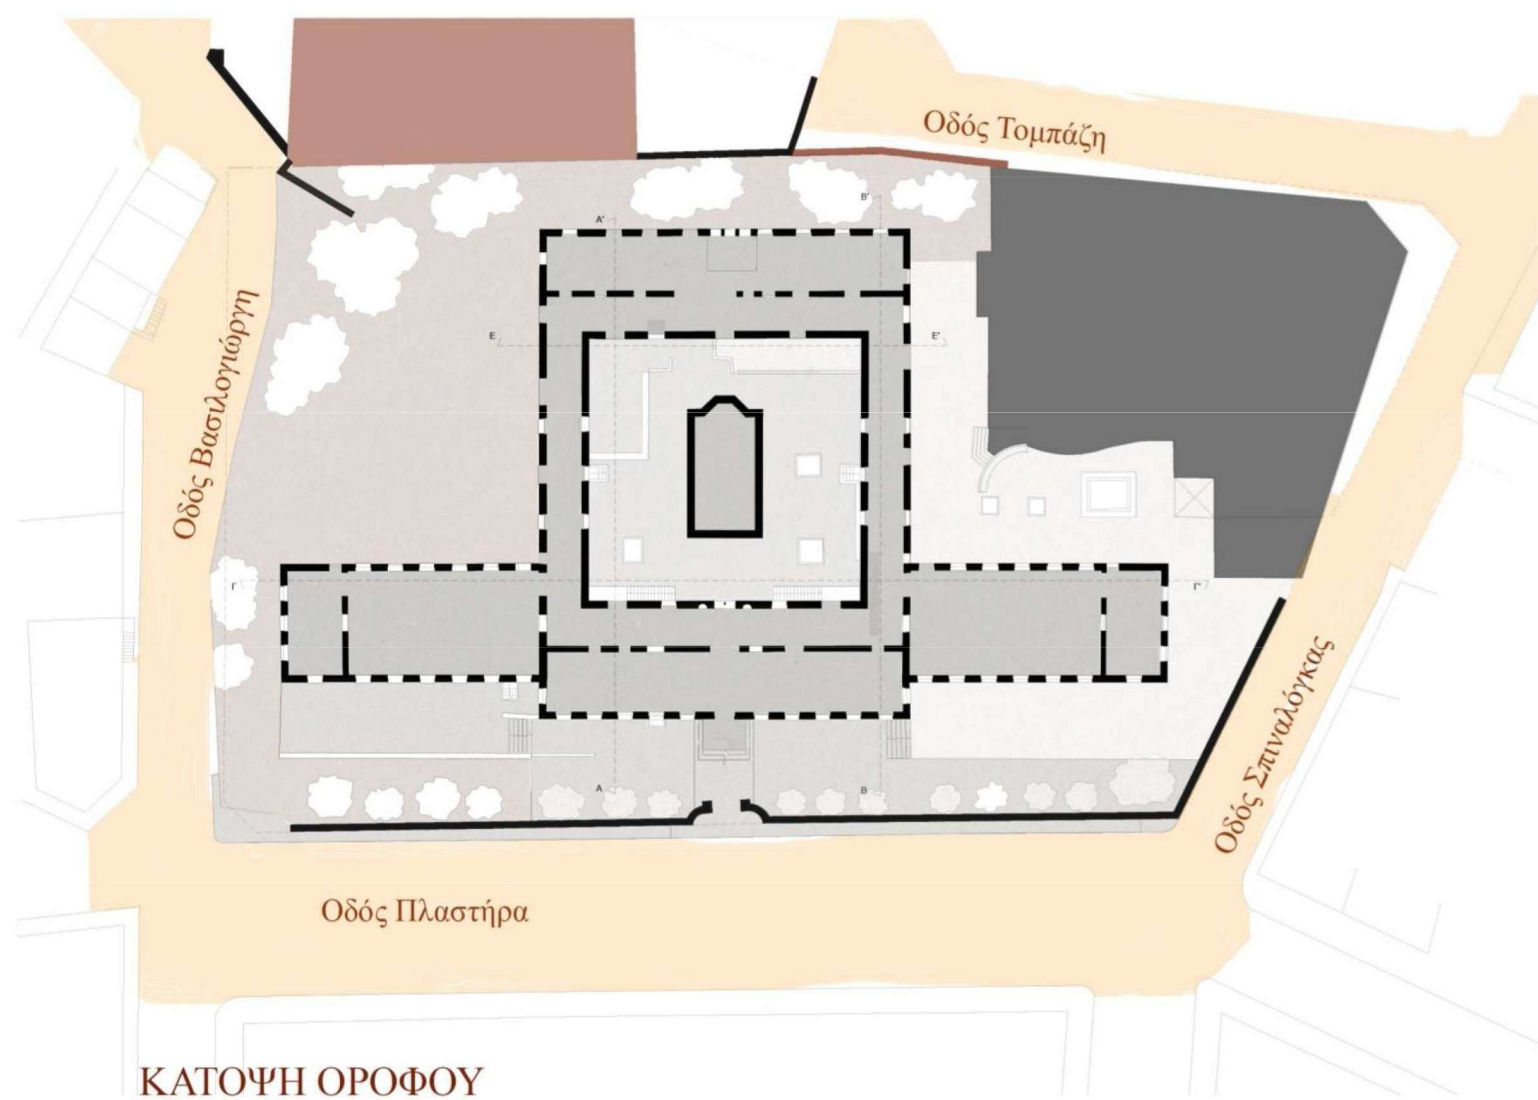 Οδός Τομπάζη
Α'
Β'
Ε
Ε'
Οδός Βασιλογιώργη
Γ
Γ'
Οδός Σπιναλόγκας
Α
Β
Οδός Πλαστήρα
ΚΑΤΟΨΗ ΟΡΟΦΟΥ